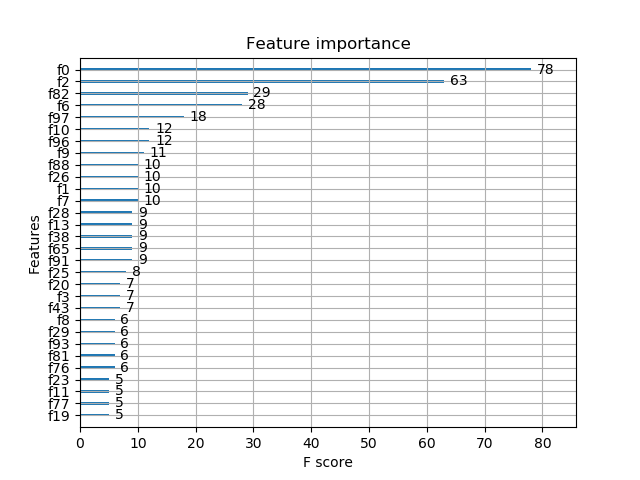 Feature importance
f0 78
f2 63
f82 29
f6 28
f97 18
f10 12
f96 12
f9 11
f88 10
f26 10
f1 10
f7 10
f28 9
f13 9
f38 9
f65 9
f91 9
f25 8
f20 7
f3 7
f43 7
f8 6
f29 6
f93 6
f81 6
f76 6
f23 5
f11 5
f77 5
f19 5
Features
0 10 20 30 40 50 60 70 80
F score